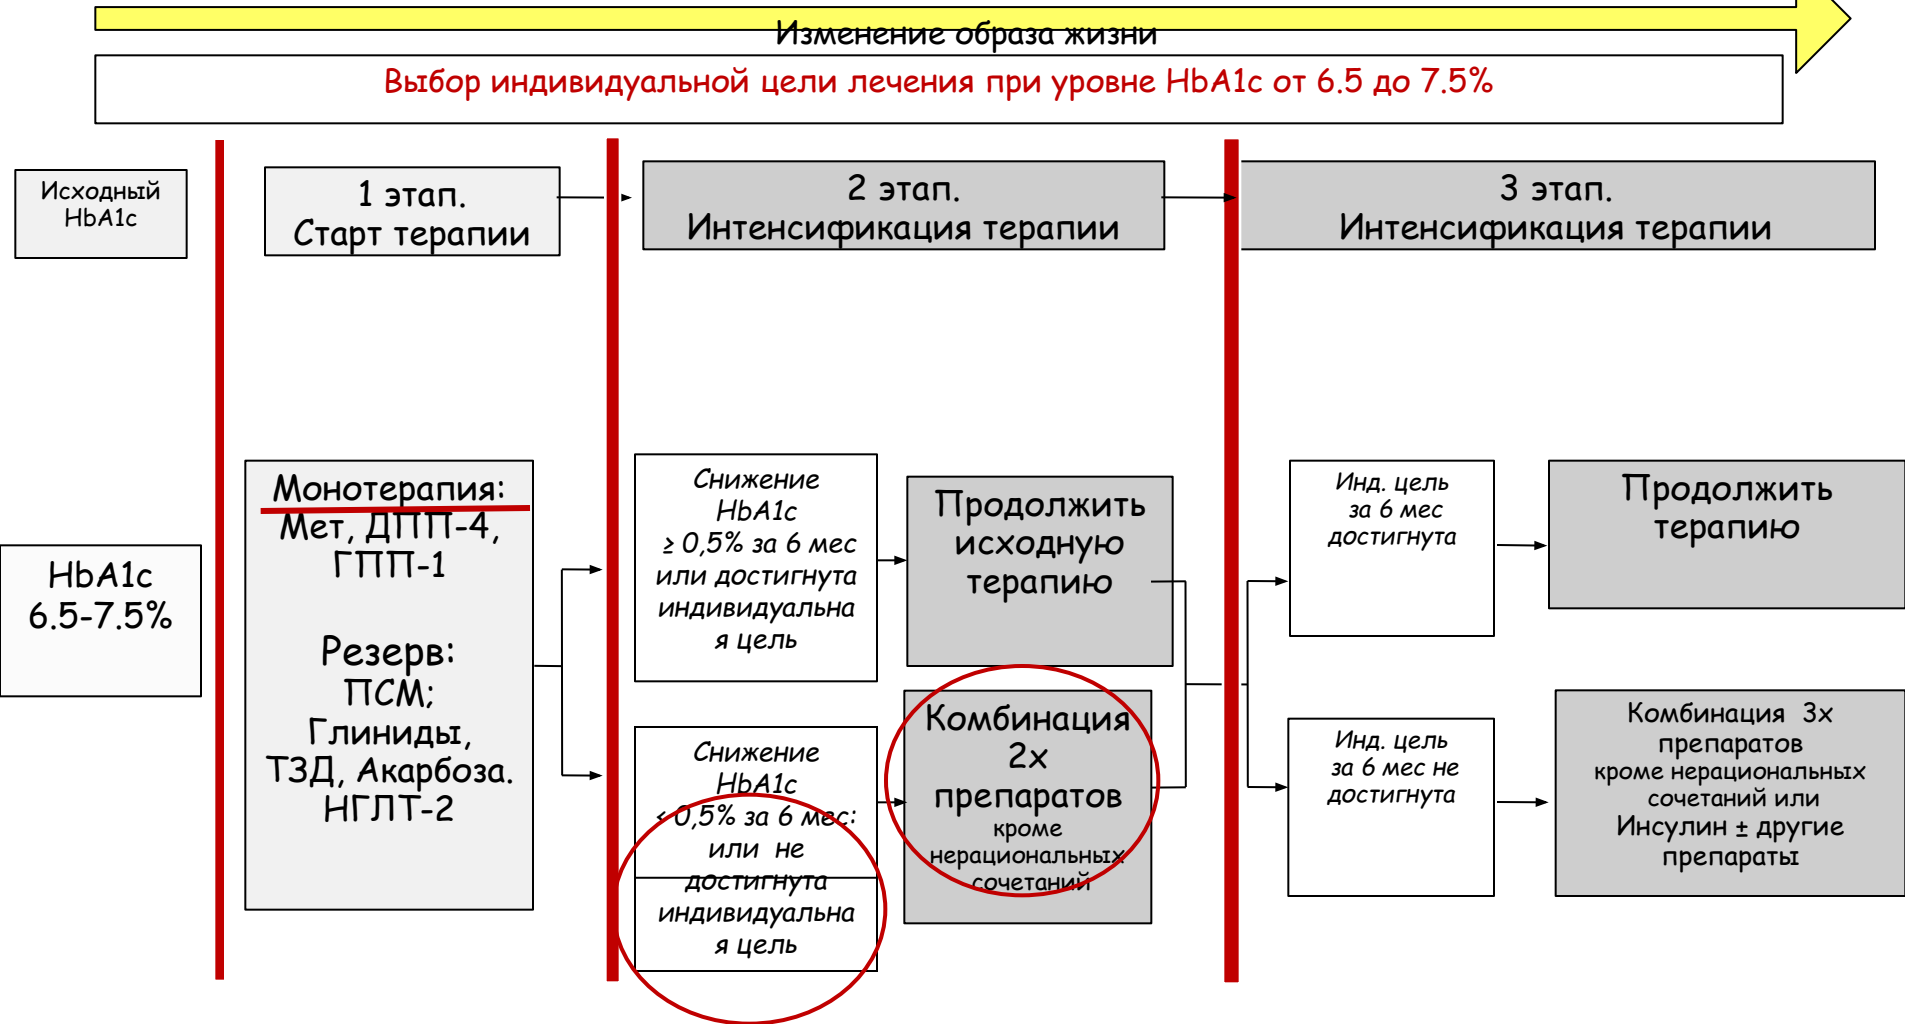 Изменение образа жизни
Выбор индивидуальной цели лечения при уровне HbA1c от 6.5 до 7.5%
Исходный
HbA1c
1 этап.
Старт терапии
2 этап.
Интенсификация терапии
3 этап.
Интенсификация терапии
HbA1c
6.5-7.5%
Монотерапия:
Мет, ДПП-4,
ГПП-1
Резерв:
ПСМ;
Глиниды,
ТЗД, Акарбоза.
НГЛТ-2
Снижение
HbA1c
≥ 0,5% за 6 мес
или достигнута
индивидуальна
я цель
Продолжить
исходную
терапию
Снижение
HbA1c
< 0,5% за 6 мес:
или не
достигнута
индивидуальна
я цель
Комбинация
2х
препаратов
кроме
нерациональных
сочетаний
Инд. цель
за 6 мес
достигнута
Продолжить
терапию
Инд. цель
за 6 мес не
достигнута
Комбинация 3х
препаратов
кроме нерациональных
сочетаний или
Инсулин ± другие
препараты